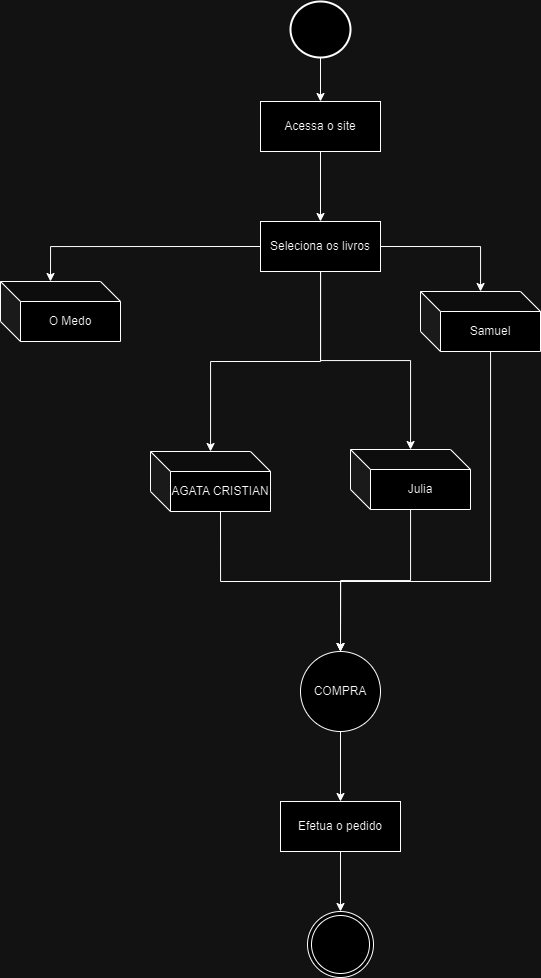 Acessa o site
Seleciona os livros
O Medo
Samuel
AGATA CRISTIAN
Julia
COMPRA
Efetua o pedido